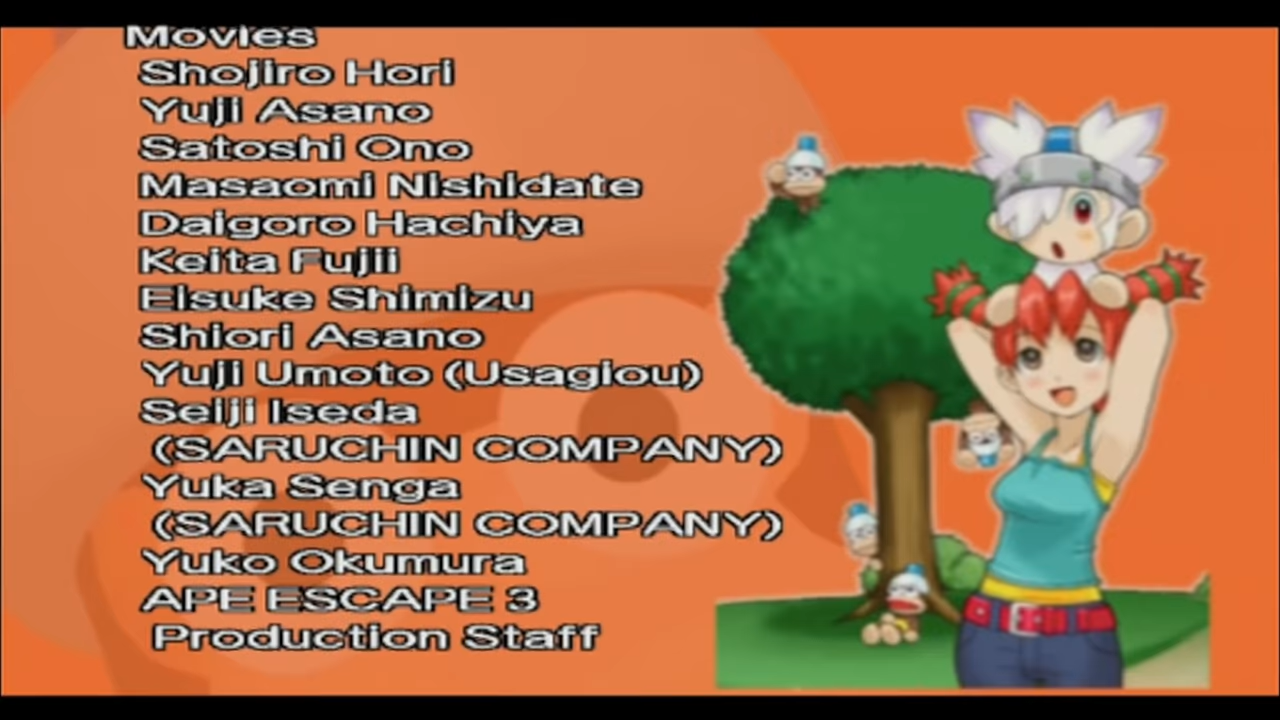 Movies
Shojiro Hori
Yuji Asano
Satoshi Ono
Masaomi Nishidate
Daigoro Hachiya
Keita Fujii
Eisuke Shimizu
Shiori Asano
Yuji Umoto (Usagiou)
Seiji Iseda
(SARUCHIN COMPANY)
Yuka Senga
(SARUCHIN COMPANY)
Yuko Okumura
APE ESCAPE 3
Production Staff